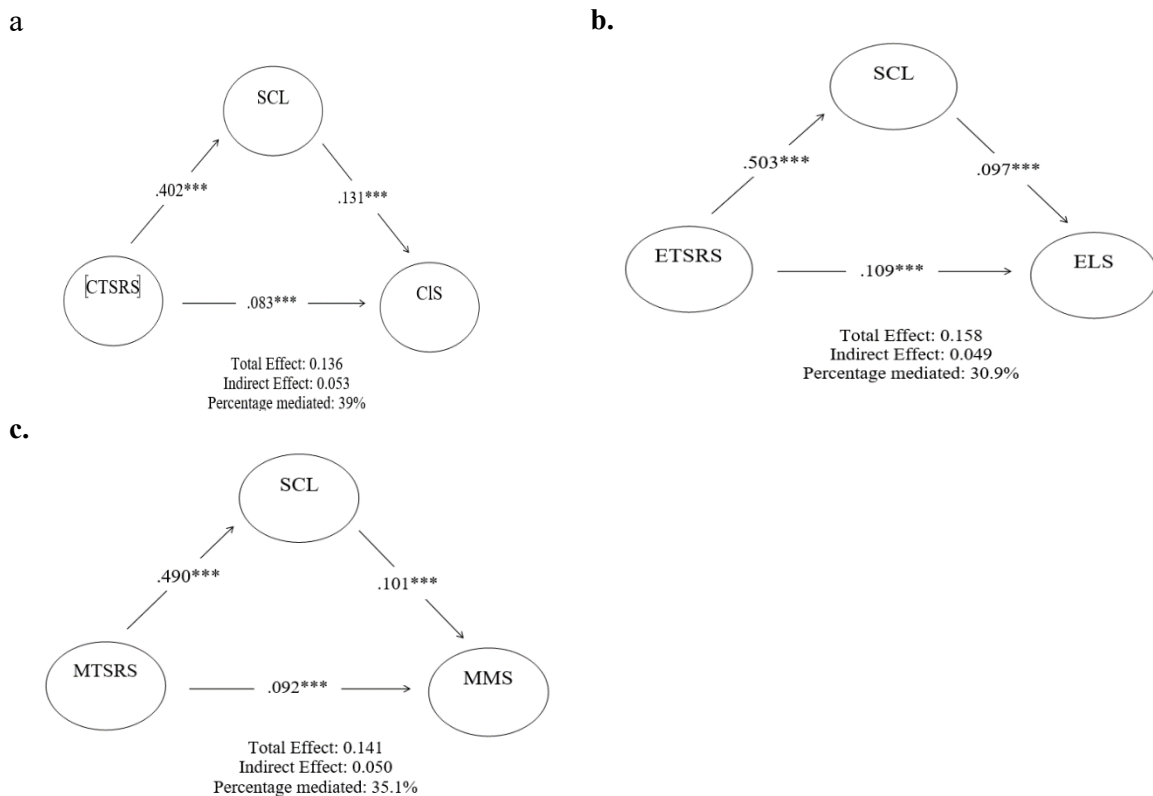 a
SCL
.402***
.131***
[CTSRS]
.083***
ClS
Total Effect: 0.136
Indirect Effect: 0.053
Percentage mediated: 39%
b.
SCL
.503***
.097***
ETSRS
.109***
ELS
Total Effect: 0.158
Indirect Effect: 0.049
Percentage mediated: 30.9%
c.
SCL
.490***
.101***
MTSRS
.092***
MMS
Total Effect: 0.141
Indirect Effect: 0.050
Percentage mediated: 35.1%